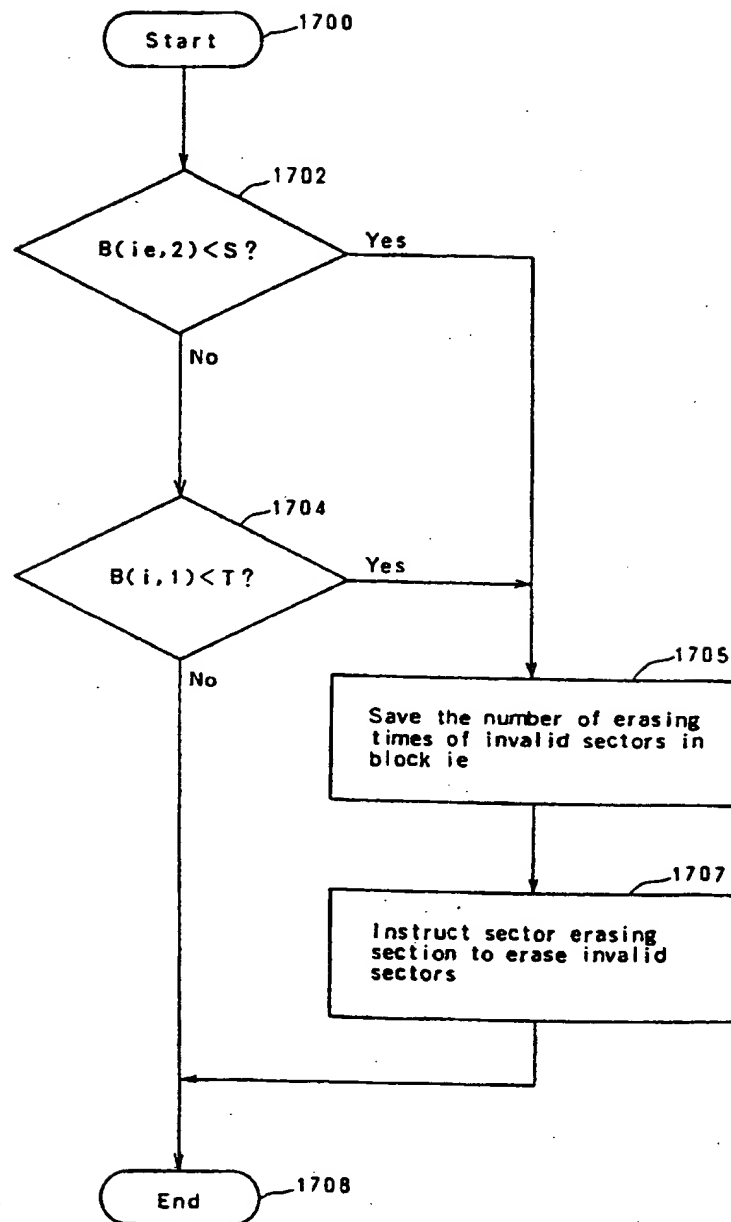 Start
1700
1702
B(ie,2)<S?
Yes
No
1704
B(i,1)<T?
Yes
No
1705
Save the number of erasing
times of invalid sectors in
block ie
1707
Instruct sector erasing
section to erase invalid
sectors
End
1708